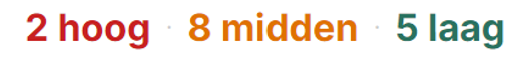 2 hoog · 8 midden · 5 laag